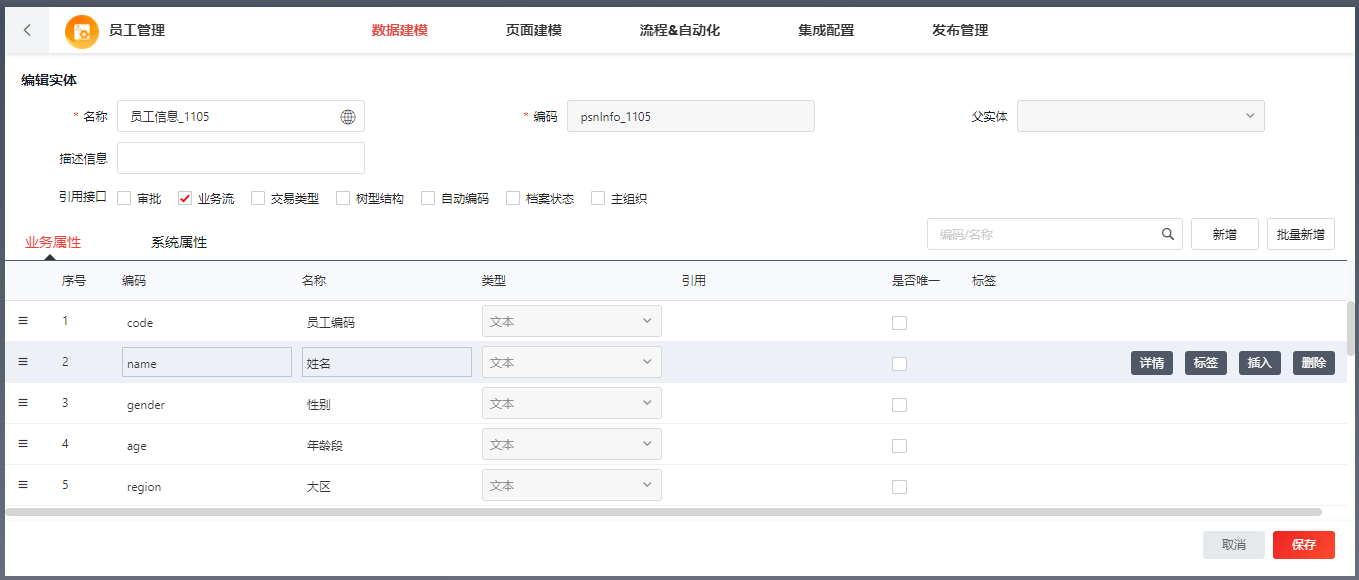 员工管理 数据建模 页面建模 流程&自动化 集成配置 发布管理
编辑实体
* 名称 员工信息_1105 * 编码 psnInfo_1105 父实体
描述信息
引用接口 审批 业务流 交易类型 树型结构 自动编码 档案状态 主组织
业务属性 系统属性 编码/名称 新增 批量新增
序号 编码 名称 类型 引用 是否唯一 标签
1 code 员工编码 文本
2 name 姓名 文本 详情 标签 插入 删除
3 gender 性别 文本
4 age 年龄段 文本
5 region 大区 文本
取消 保存